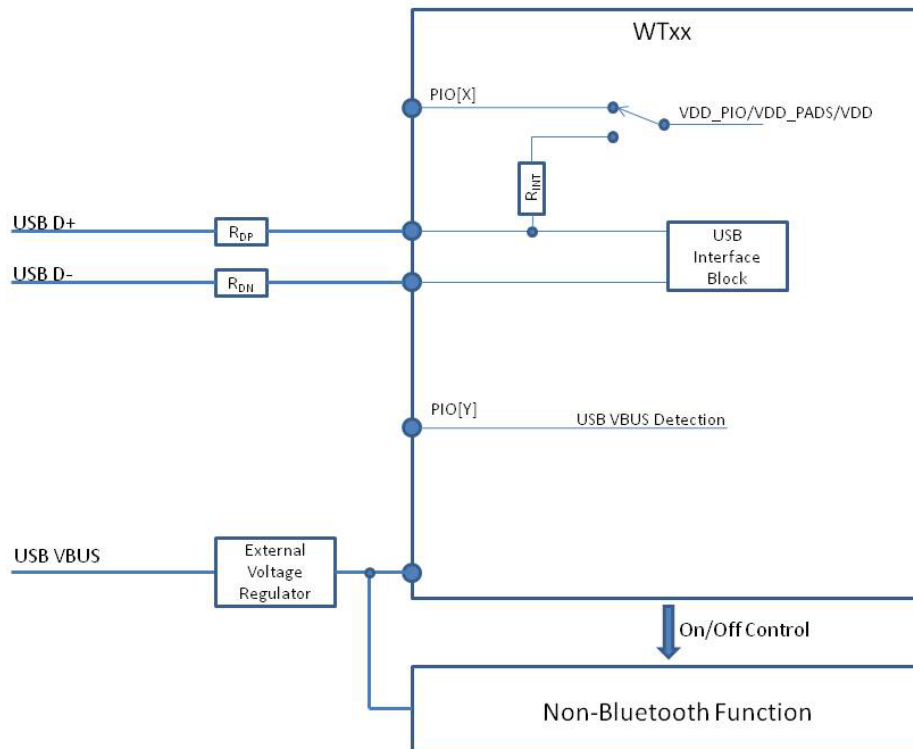 WTxx
PIO[X]
VDD_PIO/VDD_PADS/VDD
RINT
USB D+
RDP
USB D-
RDN
USB
Interface
Block
PIO[Y]
USB VBUS Detection
USB VBUS
External
Voltage
Regulator
On/Off Control
Non-Bluetooth Function